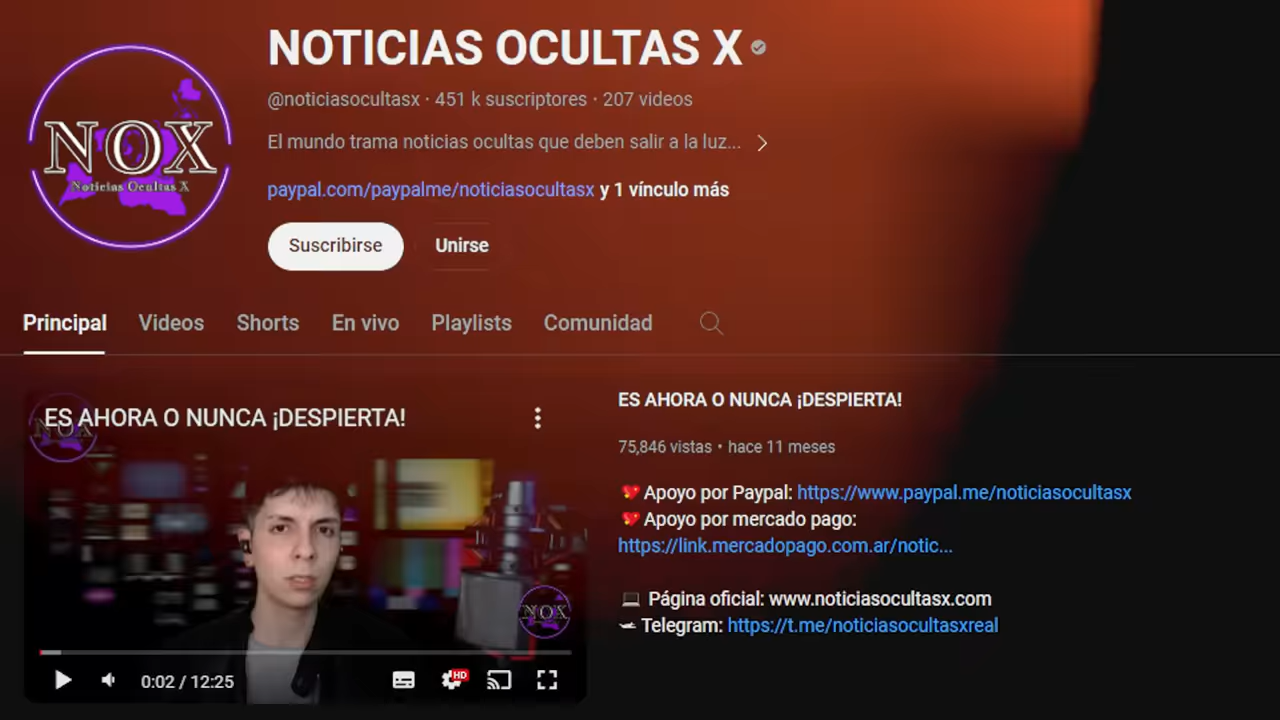 NOTICIAS OCULTAS X
@noticiasocultasx · 451 k suscriptores · 207 videos
El mundo trama noticias ocultas que deben salir a la luz...
paypal.com/paypalme/noticiasocultasx y 1 vínculo más
NOX
Noticias Ocultas X
Suscribirse
Unirse
Principal
Videos
Shorts
En vivo
Playlists
Comunidad
NOX
ES AHORA O NUNCA ¡DESPIERTA!
NOX
0:02 / 12:25
HD
ES AHORA O NUNCA ¡DESPIERTA!
75,846 vistas • hace 11 meses
Apoyo por Paypal: https://www.paypal.me/noticiasocultasx
Apoyo por mercado pago:
https://link.mercadopago.com.ar/notic...
Página oficial: www.noticiasocultasx.com
Telegram: https://t.me/noticiasocultasxreal